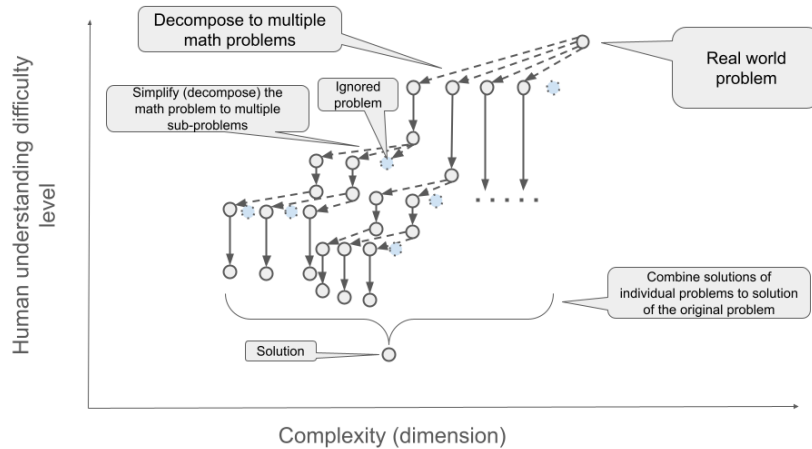 Decompose to multiple
math problems
Real world
problem
Simplify (decompose) the
math problem to multiple
sub-problems
Ignored
problem
Human understanding difficulty
level
Combine solutions of
individual problems to solution
of the original problem
Solution
Complexity (dimension)